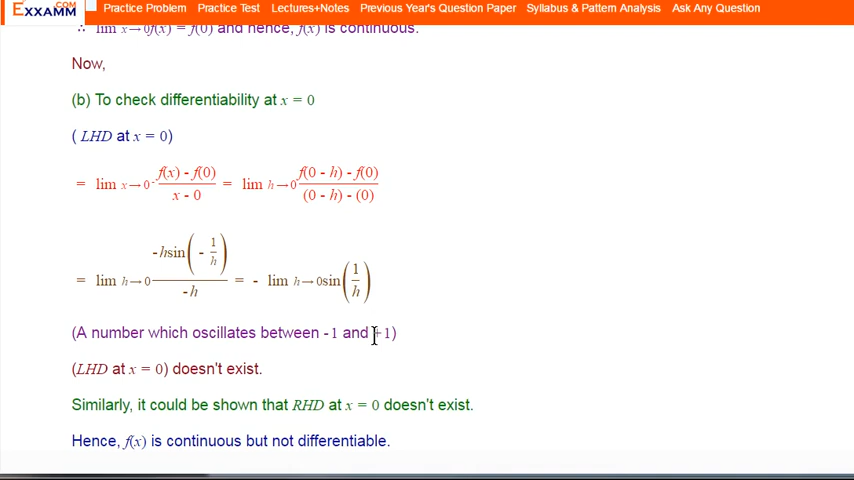 EXXAMM .COM
Practice Problem Practice Test Lectures+Notes Previous Year's Question Paper Syllabus & Pattern Analysis Ask Any Question
∴ lim x→0 f(x) = f(0) and hence, f(x) is continuous.
Now,
(b) To check differentiability at x = 0
( LHD at x = 0)
= lim x→0⁻ (f(x) - f(0))/(x - 0) = lim h→0 (f(0 - h) - f(0))/((0 - h) - (0))
= lim h→0 (-hsin(-1/h))/(-h) = - lim h→0 sin(1/h)
(A number which oscillates between -1 and +1)
(LHD at x = 0) doesn't exist.
Similarly, it could be shown that RHD at x = 0 doesn't exist.
Hence, f(x) is continuous but not differentiable.